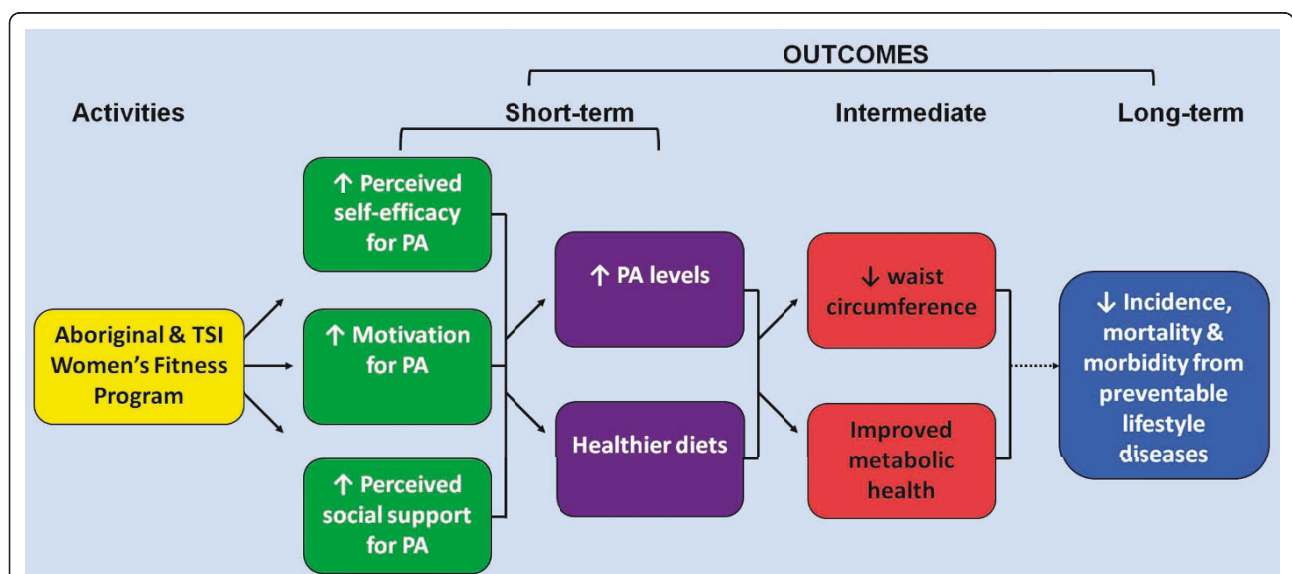 OUTCOMES
Activities
Short-term
Intermediate
Long-term
Aboriginal & TSI
Women's Fitness
Program
↑ Perceived
self-efficacy
for PA
↑ Motivation
for PA
↑ Perceived
social support
for PA
↑ PA levels
Healthier diets
↓ waist
circumference
Improved
metabolic
health
↓ Incidence,
mortality &
morbidity from
preventable
lifestyle
diseases